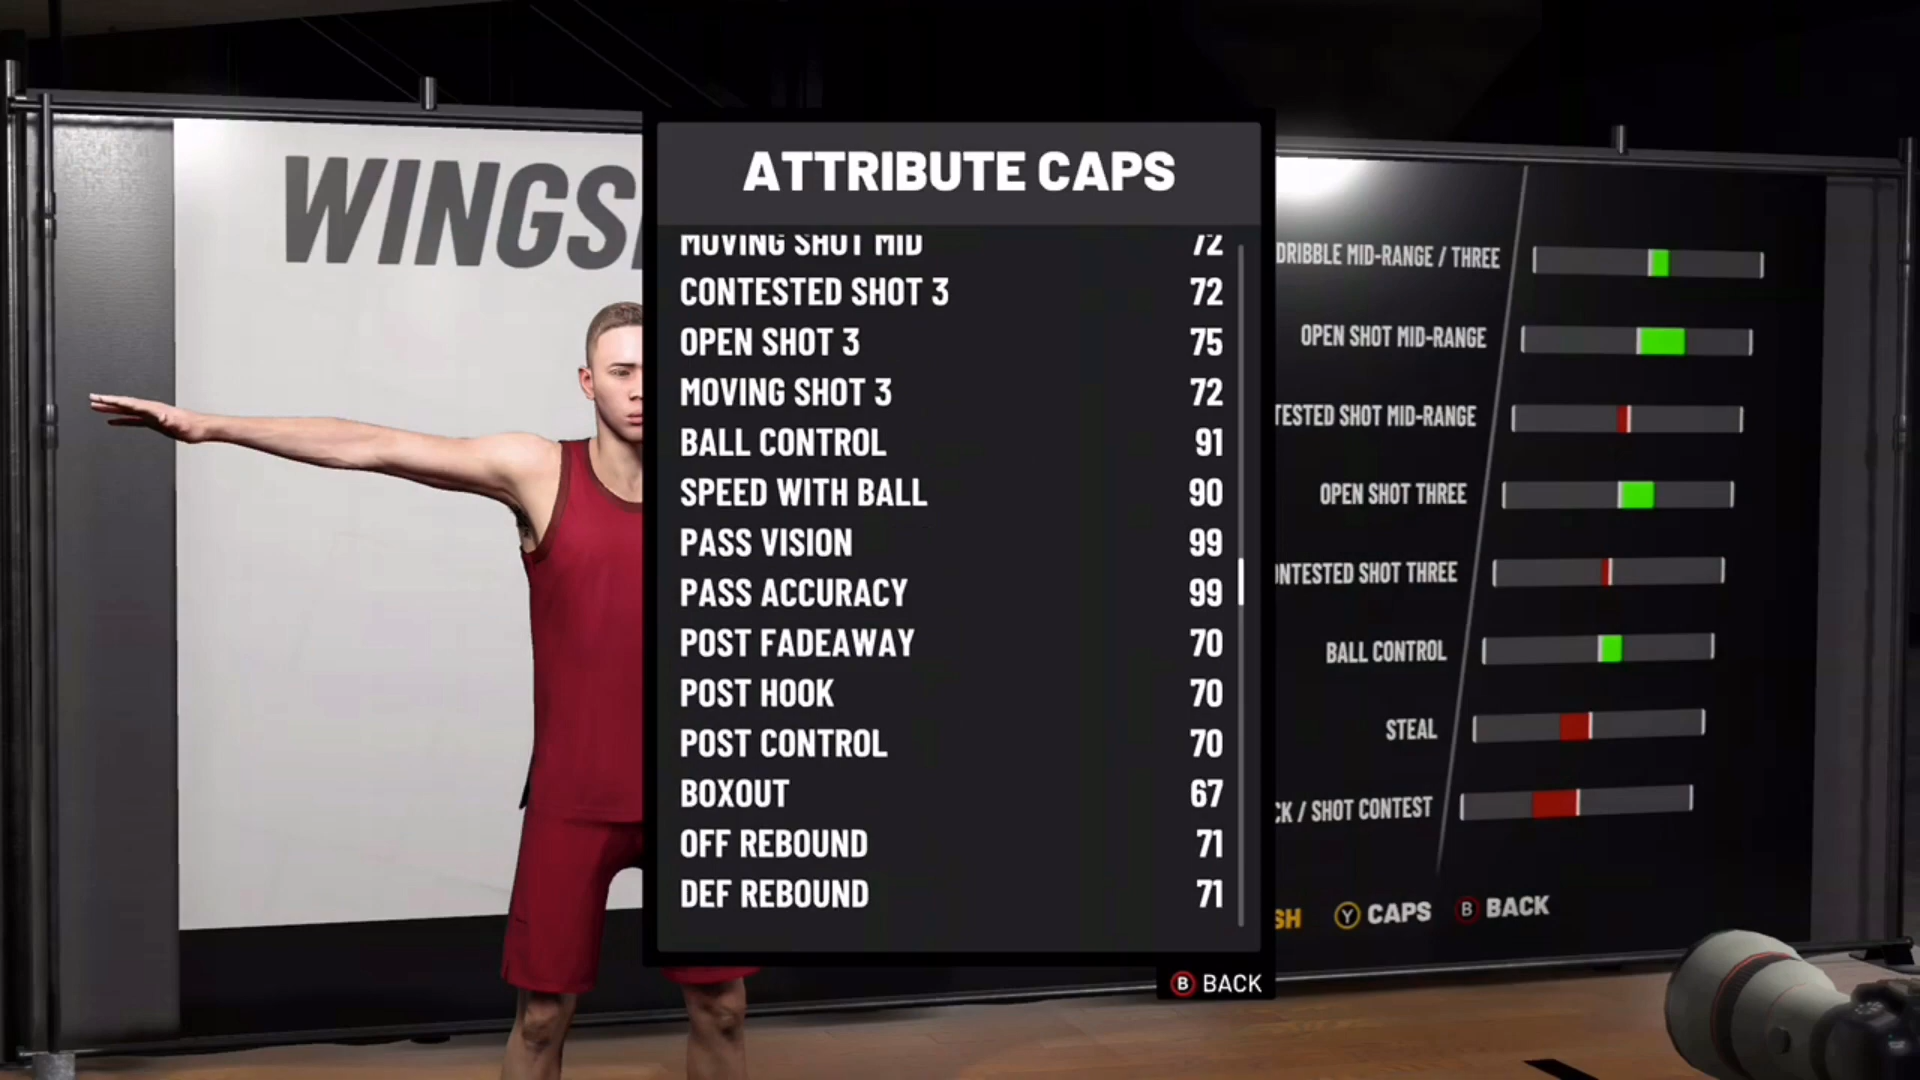 WINGS
ATTRIBUTE CAPS
MOVING SHOT MID 72
CONTESTED SHOT 3 72
OPEN SHOT 3 75
MOVING SHOT 3 72
BALL CONTROL 91
SPEED WITH BALL 90
PASS VISION 99
PASS ACCURACY 99
POST FADEAWAY 70
POST HOOK 70
POST CONTROL 70
BOXOUT 67
OFF REBOUND 71
DEF REBOUND 71
B BACK
DRIBBLE MID-RANGE / THREE
OPEN SHOT MID-RANGE
TESTED SHOT MID-RANGE
OPEN SHOT THREE
ONTESTED SHOT THREE
BALL CONTROL
STEAL
CK / SHOT CONTEST
SH Y CAPS B BACK